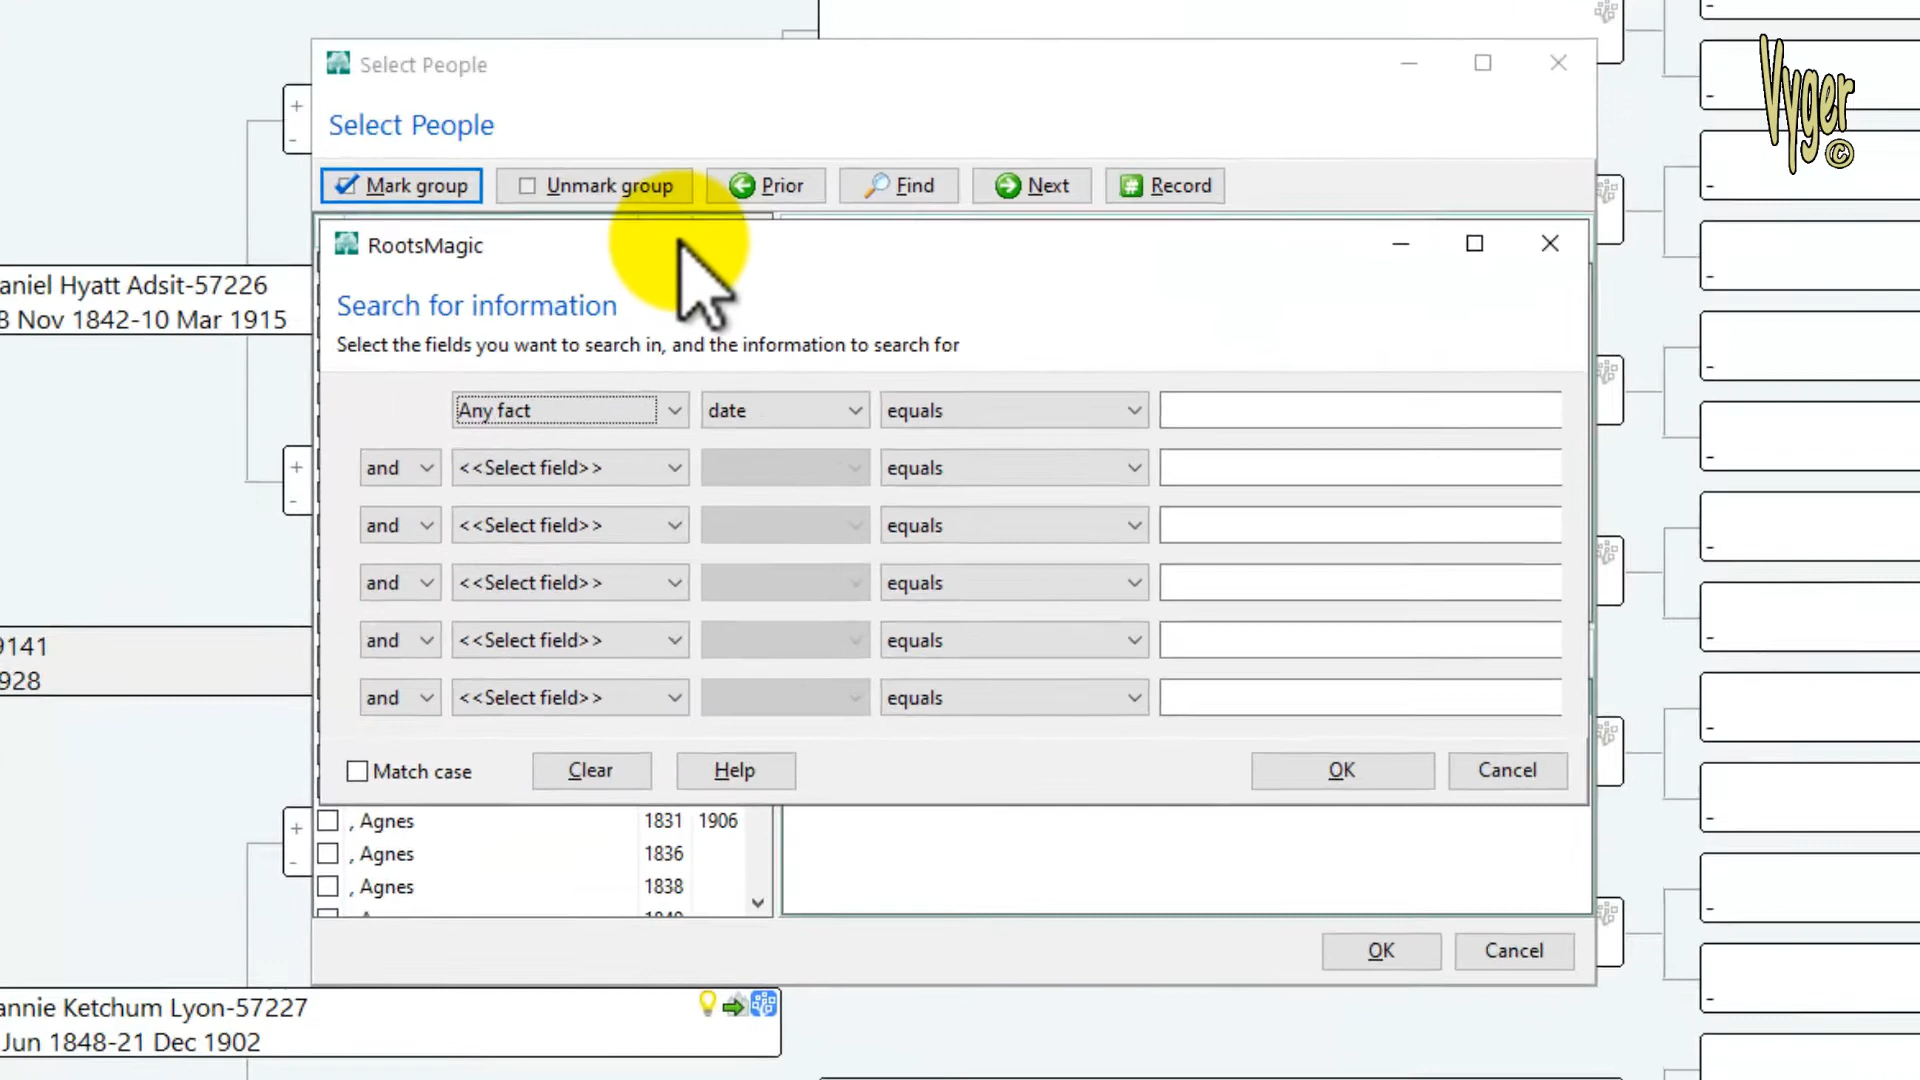 Vyger ©
Select People
Select People
Mark group Unmark group Prior Find Next Record
RootsMagic
Search for information
Select the fields you want to search in, and the information to search for
Any fact date equals
and <<Select field>> equals
and <<Select field>> equals
and <<Select field>> equals
and <<Select field>> equals
and <<Select field>> equals
Match case Clear Help OK Cancel
, Agnes 1831 1906
, Agnes 1836
, Agnes 1838
OK Cancel
aniel Hyatt Adsit-57226
8 Nov 1842-10 Mar 1915
9141
928
annie Ketchum Lyon-57227
Jun 1848-21 Dec 1902